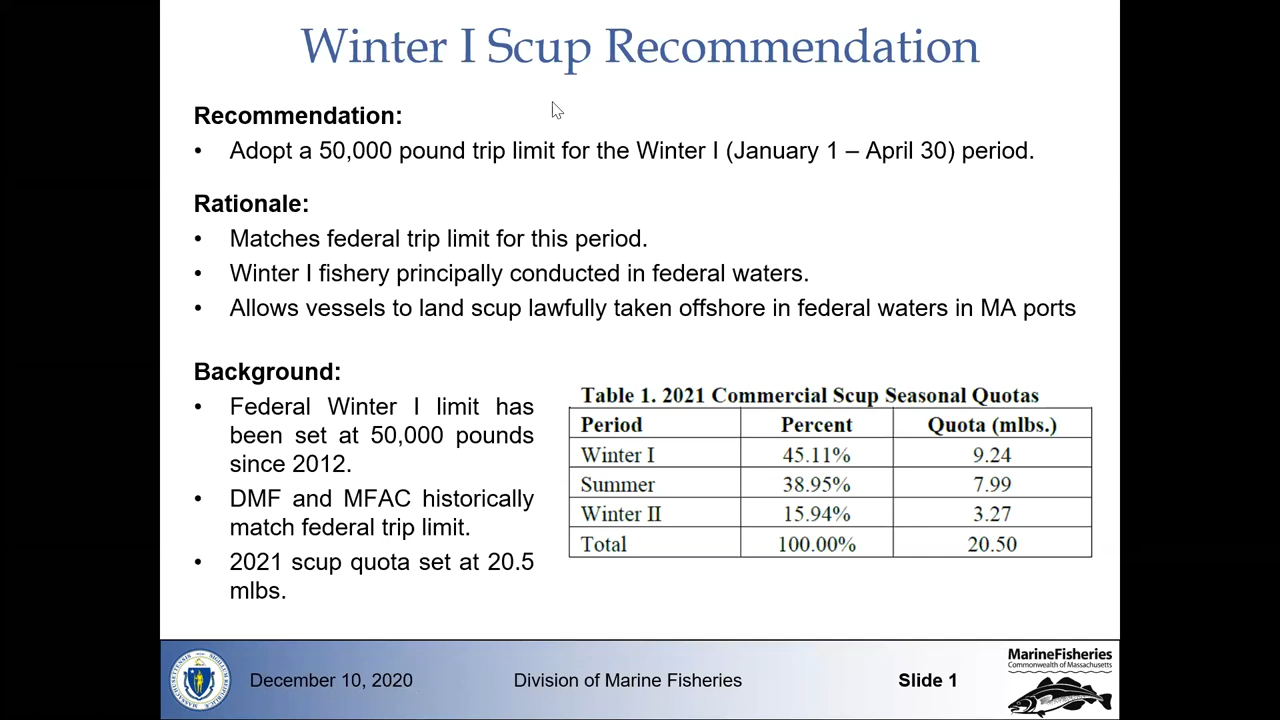 Winter I Scup Recommendation
Recommendation:
• Adopt a 50,000 pound trip limit for the Winter I (January 1 – April 30) period.
Rationale:
• Matches federal trip limit for this period.
• Winter I fishery principally conducted in federal waters.
• Allows vessels to land scup lawfully taken offshore in federal waters in MA ports
Background:
• Federal Winter I limit has
been set at 50,000 pounds
since 2012.
• DMF and MFAC historically
match federal trip limit.
• 2021 scup quota set at 20.5
mlbs.
Table 1. 2021 Commercial Scup Seasonal Quotas
Period Percent Quota (mlbs.)
Winter I 45.11% 9.24
Summer 38.95% 7.99
Winter II 15.94% 3.27
Total 100.00% 20.50
December 10, 2020
Division of Marine Fisheries
Slide 1
MarineFisheries
Commonwealth of Massachusetts